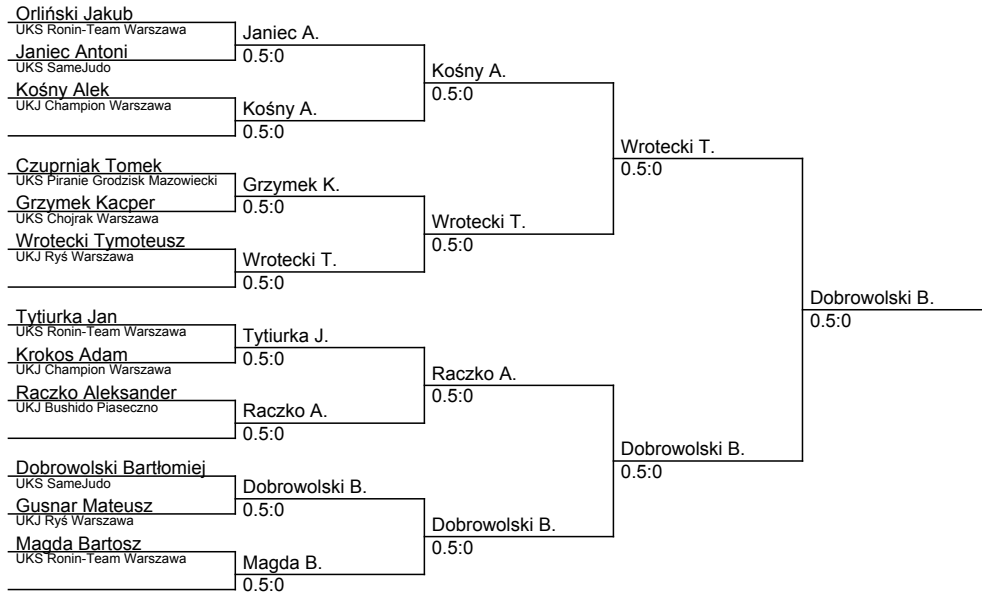 Orliński Jakub
UKS Ronin-Team Warszawa
Janiec Antoni
UKS SameJudo
Kośny Alek
UKJ Champion Warszawa
Czuprniak Tomek
UKS Piranie Grodzisk Mazowiecki
Grzymek Kacper
UKS Chojrak Warszawa
Wrotecki Tymoteusz
UKJ Ryś Warszawa
Tytiurka Jan
UKS Ronin-Team Warszawa
Krokos Adam
UKJ Champion Warszawa
Raczko Aleksander
UKJ Bushido Piaseczno
Dobrowolski Bartłomiej
UKS SameJudo
Gusnar Mateusz
UKJ Ryś Warszawa
Magda Bartosz
UKS Ronin-Team Warszawa
Janiec A.
0.5:0
Kośny A.
0.5:0
Grzymek K.
0.5:0
Wrotecki T.
0.5:0
Tytiurka J.
0.5:0
Raczko A.
0.5:0
Dobrowolski B.
0.5:0
Magda B.
0.5:0
Kośny A.
0.5:0
Wrotecki T.
0.5:0
Raczko A.
0.5:0
Dobrowolski B.
0.5:0
Wrotecki T.
0.5:0
Dobrowolski B.
0.5:0
Dobrowolski B.
0.5:0